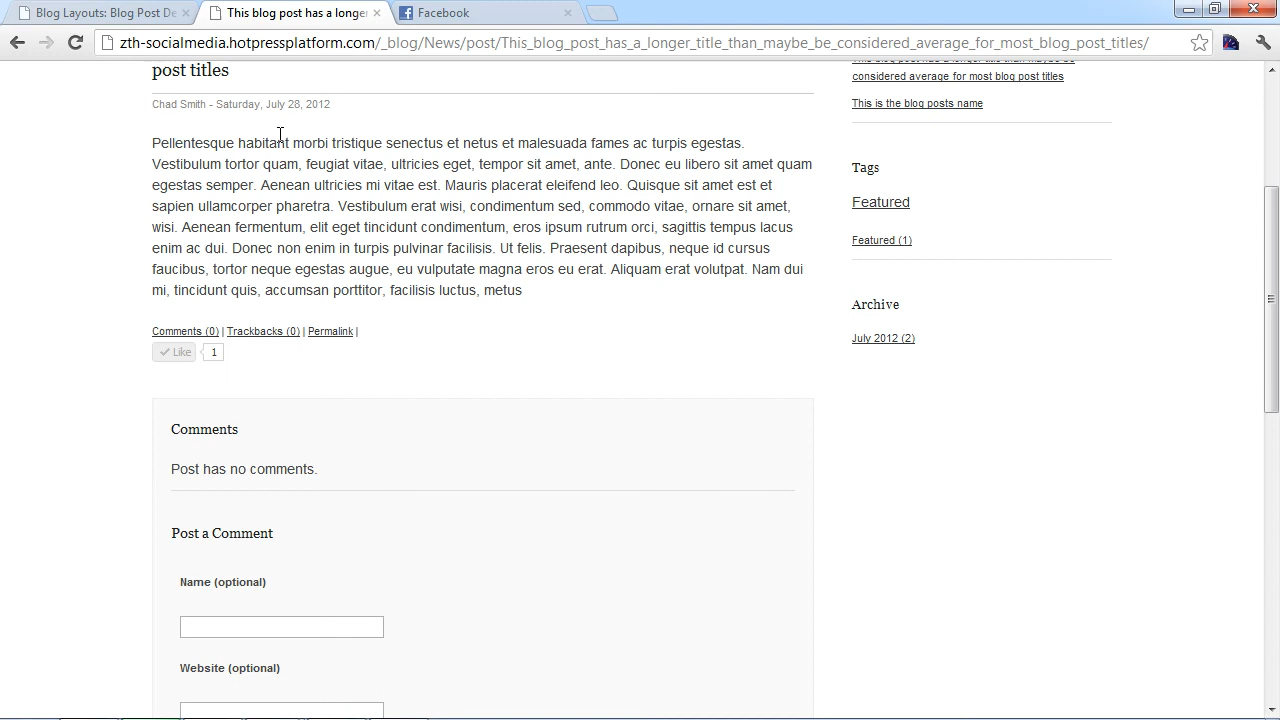 Blog Layouts: Blog Post De
This blog post has a longer
Facebook
zth-socialmedia.hotpressplatform.com/_blog/News/post/This_blog_post_has_a_longer_title_than_maybe_be_considered_average_for_most_blog_post_titles/
post titles
Chad Smith - Saturday, July 28, 2012
Pellentesque habitant morbi tristique senectus et netus et malesuada fames ac turpis egestas.
Vestibulum tortor quam, feugiat vitae, ultricies eget, tempor sit amet, ante. Donec eu libero sit amet quam
egestas semper. Aenean ultricies mi vitae est. Mauris placerat eleifend leo. Quisque sit amet est et
sapien ullamcorper pharetra. Vestibulum erat wisi, condimentum sed, commodo vitae, ornare sit amet,
wisi. Aenean fermentum, elit eget tincidunt condimentum, eros ipsum rutrum orci, sagittis tempus lacus
enim ac dui. Donec non enim in turpis pulvinar facilisis. Ut felis. Praesent dapibus, neque id cursus
faucibus, tortor neque egestas augue, eu vulputate magna eros eu erat. Aliquam erat volutpat. Nam dui
mi, tincidunt quis, accumsan porttitor, facilisis luctus, metus
Comments (0) | Trackbacks (0) | Permalink |
Like 1
Comments
Post has no comments.
Post a Comment
Name (optional)
Website (optional)
This blog post has a longer title than maybe be
considered average for most blog post titles
This is the blog posts name
Tags
Featured
Featured (1)
Archive
July 2012 (2)